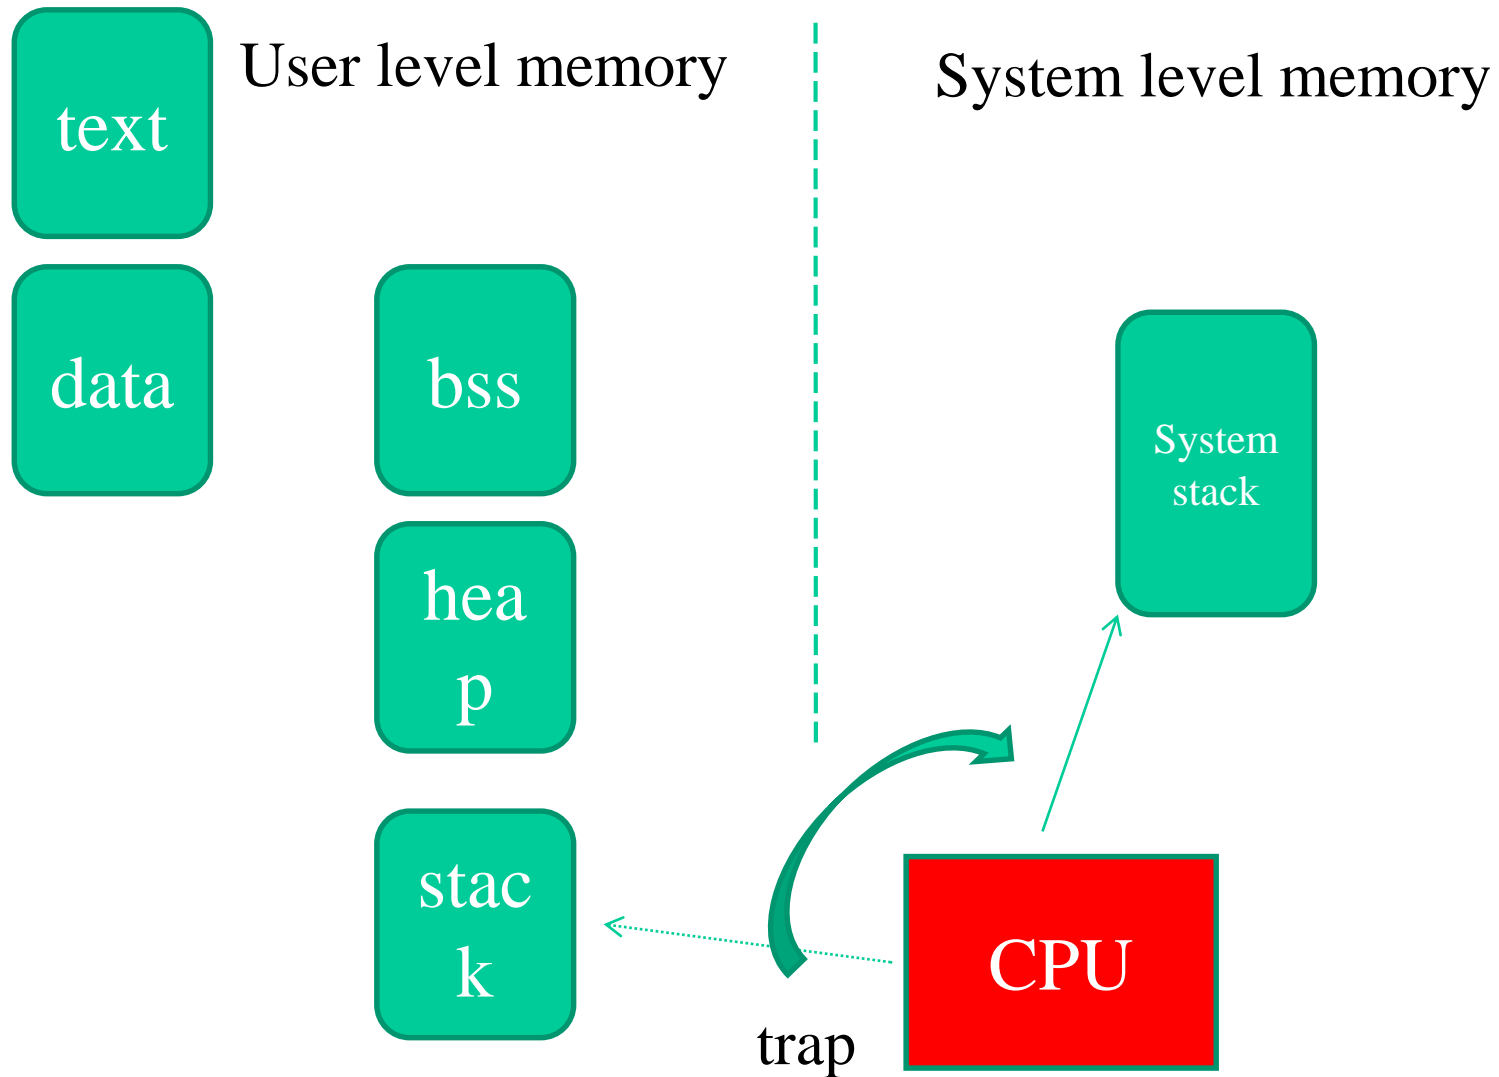 User level memory
System level memory
text
data
bss
System
stack
hea
p
stac
k
CPU
trap